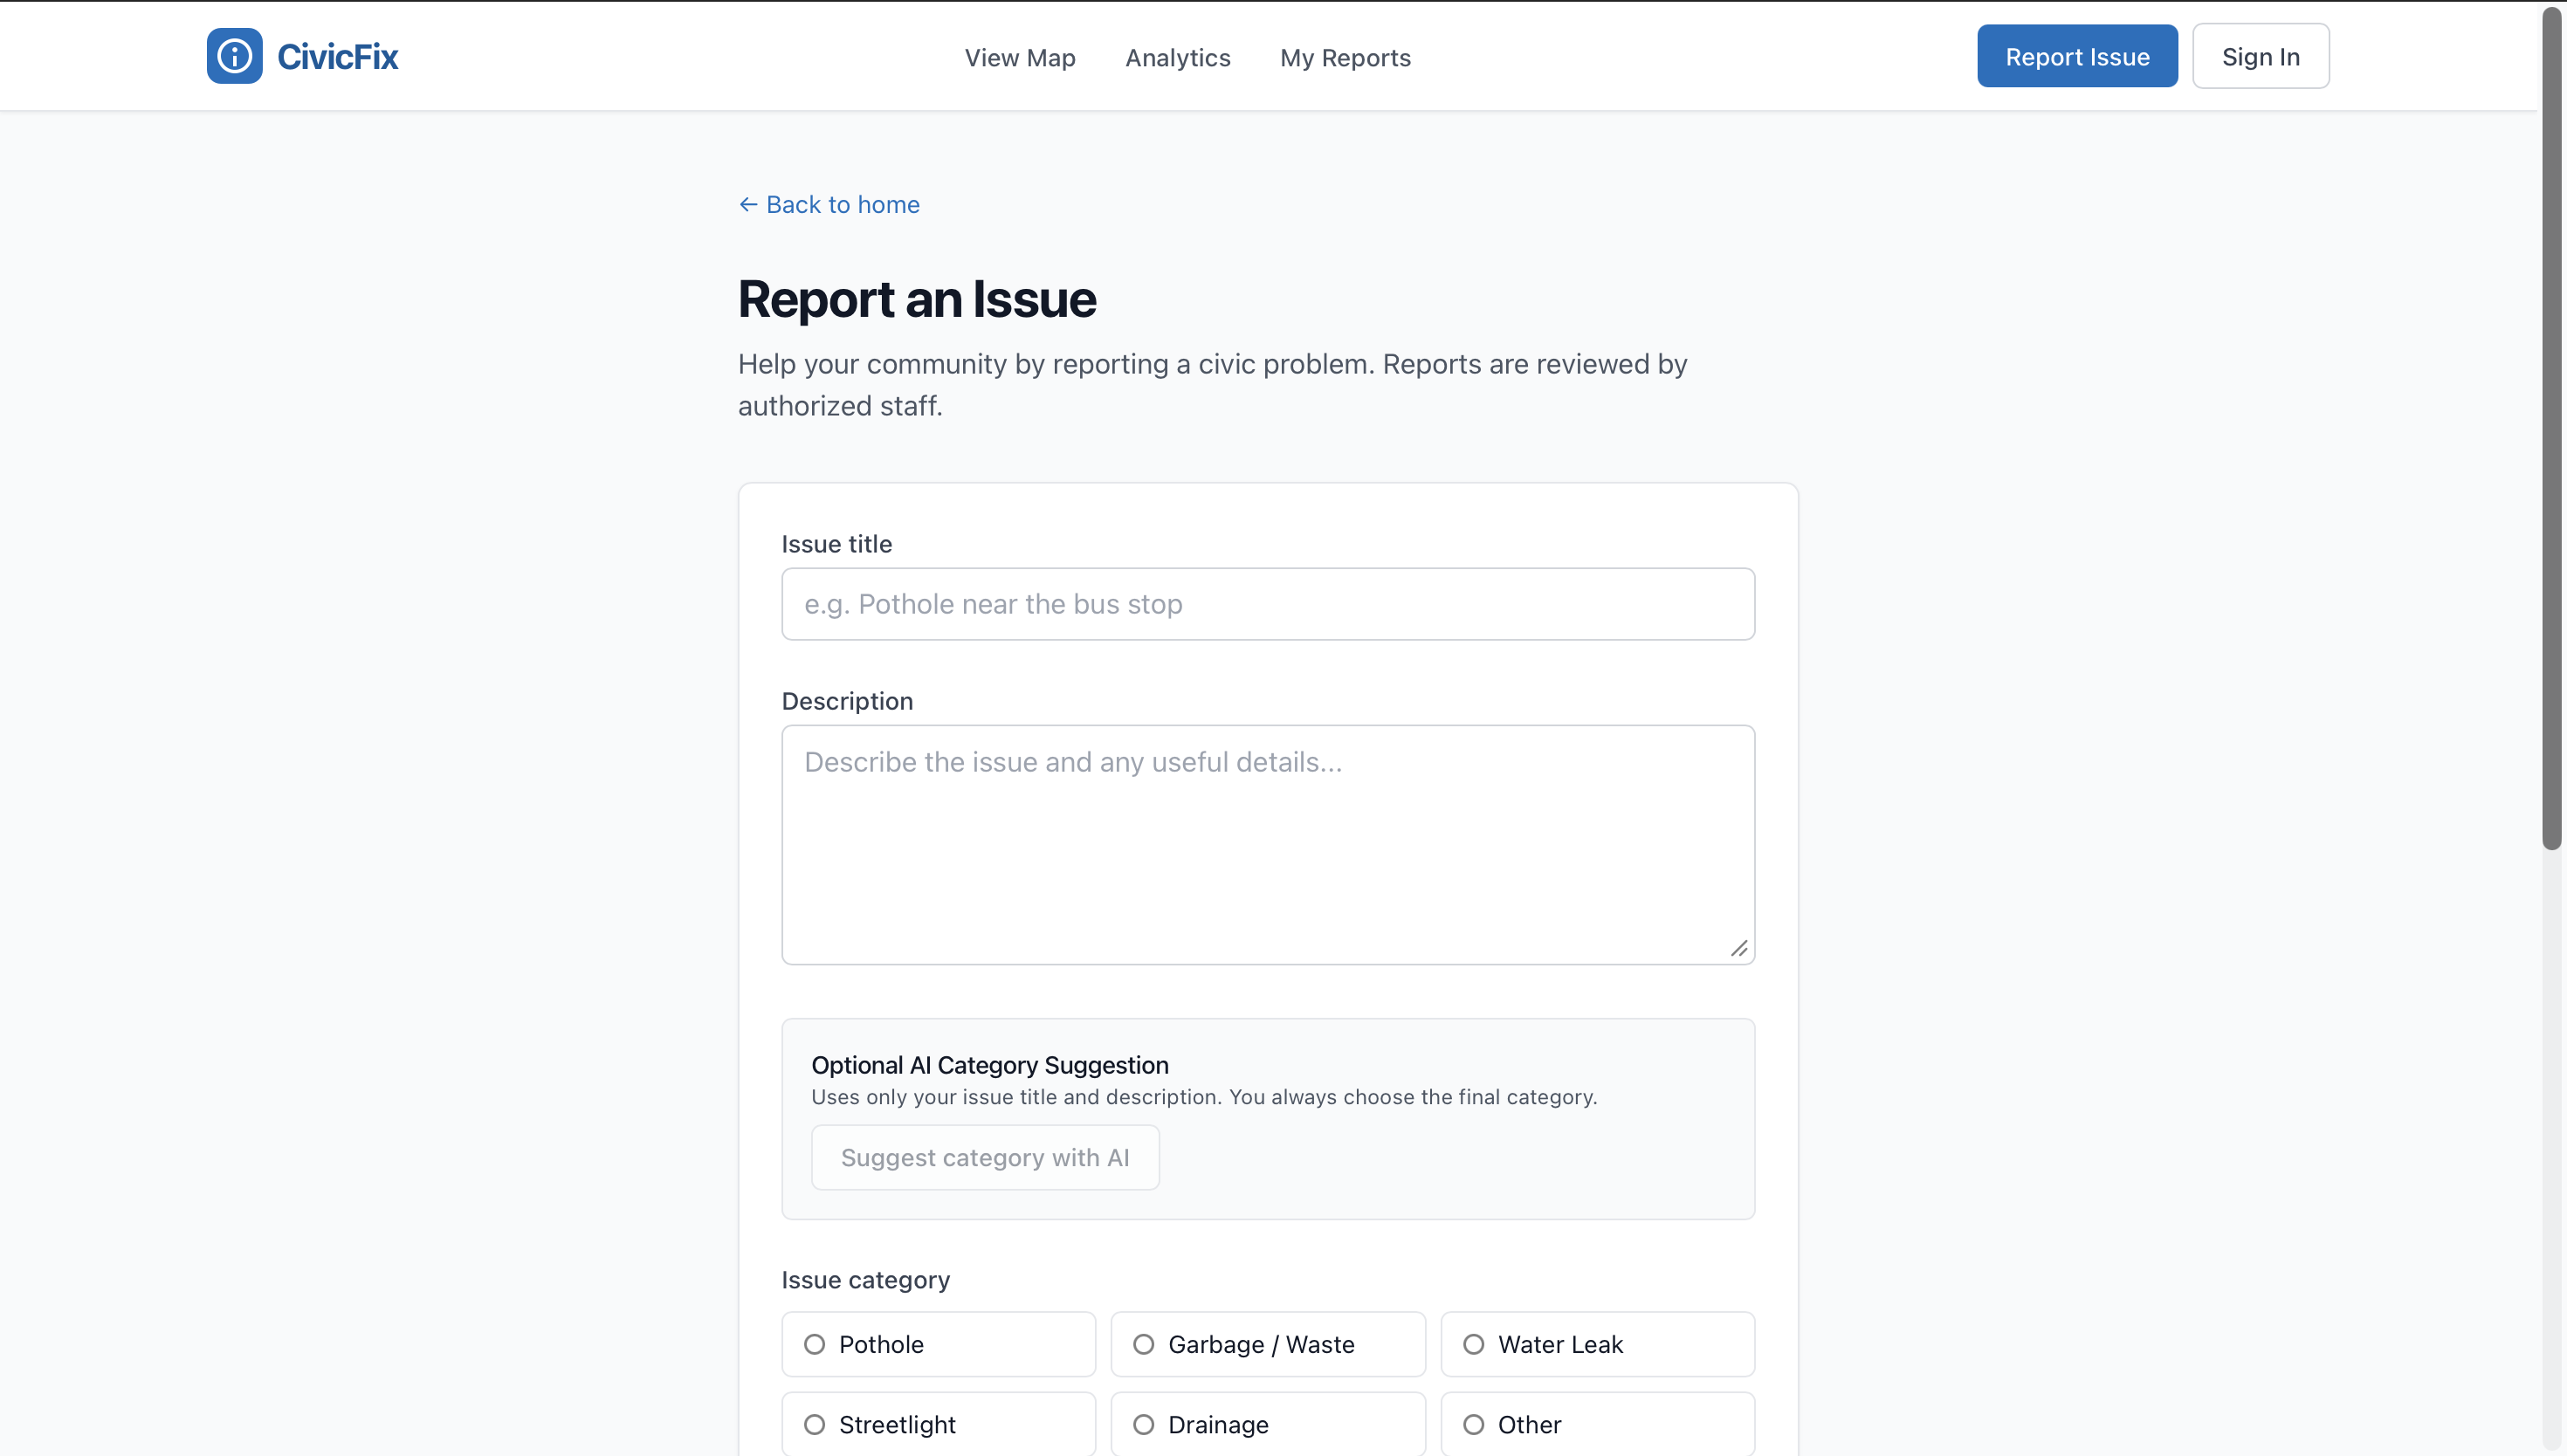 CivicFix
View Map
Analytics
My Reports
Report Issue
Sign In
← Back to home
Report an Issue
Help your community by reporting a civic problem. Reports are reviewed by
authorized staff.
Issue title
e.g. Pothole near the bus stop
Description
Describe the issue and any useful details...
Optional AI Category Suggestion
Uses only your issue title and description. You always choose the final category.
Suggest category with AI
Issue category
Pothole
Garbage / Waste
Water Leak
Streetlight
Drainage
Other